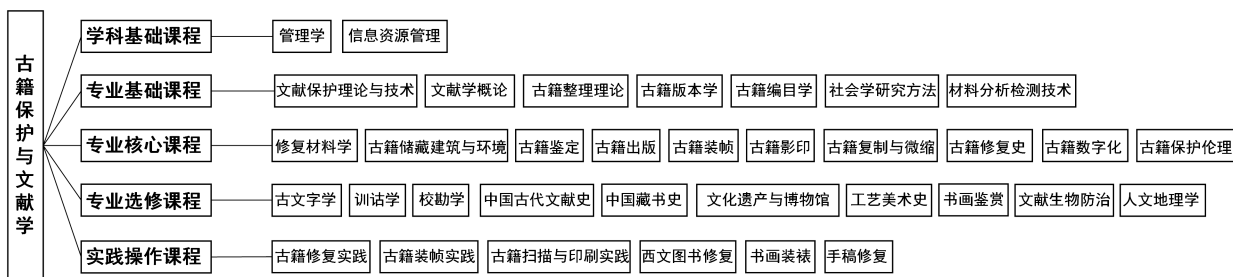 古籍保护与文献学
学科基础课程 管理学 信息资源管理
专业基础课程 文献保护理论与技术 文献学概论 古籍整理理论 古籍版本学 古籍编目学 社会学研究方法 材料分析检测技术
专业核心课程 修复材料学 古籍储藏建筑与环境 古籍鉴定 古籍出版 古籍装帧 古籍影印 古籍复制与微缩 古籍修复史 古籍数字化 古籍保护伦理
专业选修课程 古文字学 训诂学 校勘学 中国古代文献史 中国藏书史 文化遗产与博物馆 工艺美术史 书画鉴赏 文献生物防治 人文地理学
实践操作课程 古籍修复实践 古籍装帧实践 古籍扫描与印刷实践 西文图书修复 书画装裱 手稿修复